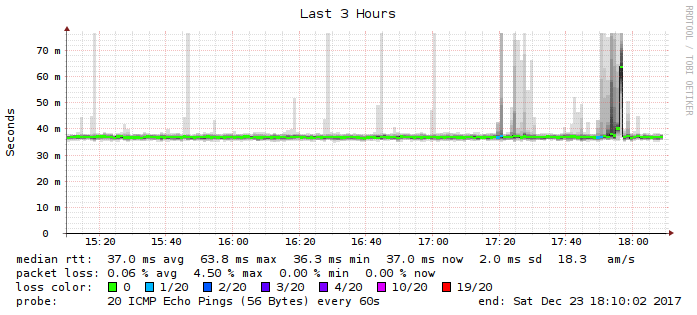 Last 3 Hours
RRDTOOL / TOBI OETIKER
Seconds
70 m
60 m
50 m
40 m
30 m
20 m
10 m
0
15:20 15:40 16:00 16:20 16:40 17:00 17:20 17:40 18:00
median rtt: 37.0 ms avg 63.8 ms max 36.3 ms min 37.0 ms now 2.0 ms sd 18.3 am/s
packet loss: 0.06 % avg 4.50 % max 0.00 % min 0.00 % now
loss color: 0 1/20 2/20 3/20 4/20 10/20 19/20
probe: 20 ICMP Echo Pings (56 Bytes) every 60s end: Sat Dec 23 18:10:02 2017